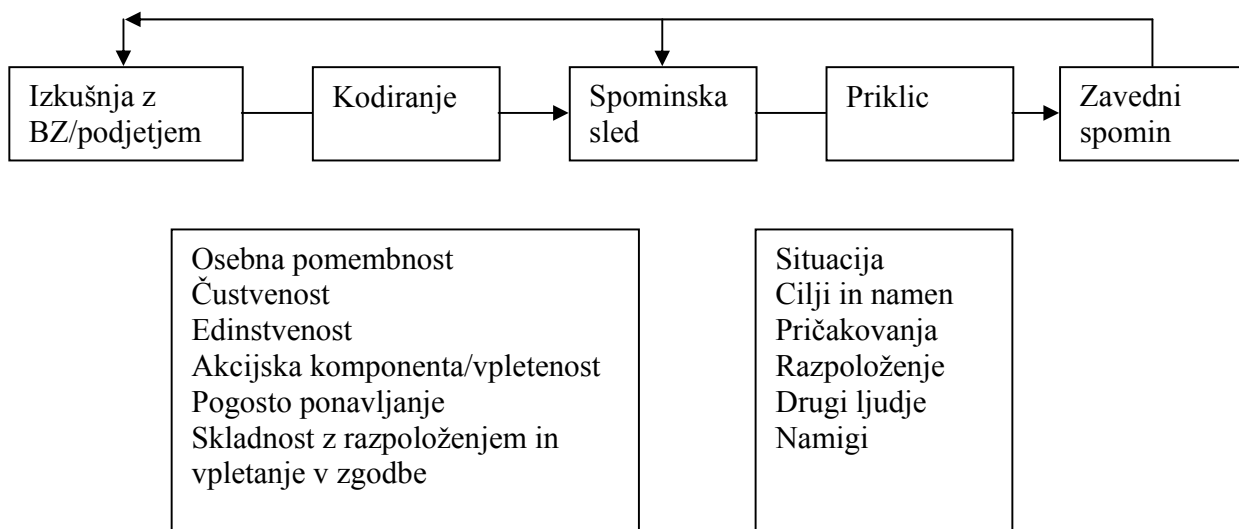 Izkušnja z
BZ/podjetjem
Kodiranje
Spominska
sled
Priklic
Zavedni
spomin
Osebna pomembnost
Čustvenost
Edinstvenost
Akcijska komponenta/vpletenost
Pogosto ponavljanje
Skladnost z razpoloženjem in
vpletanje v zgodbe
Situacija
Cilji in namen
Pričakovanja
Razpoloženje
Drugi ljudje
Namigi